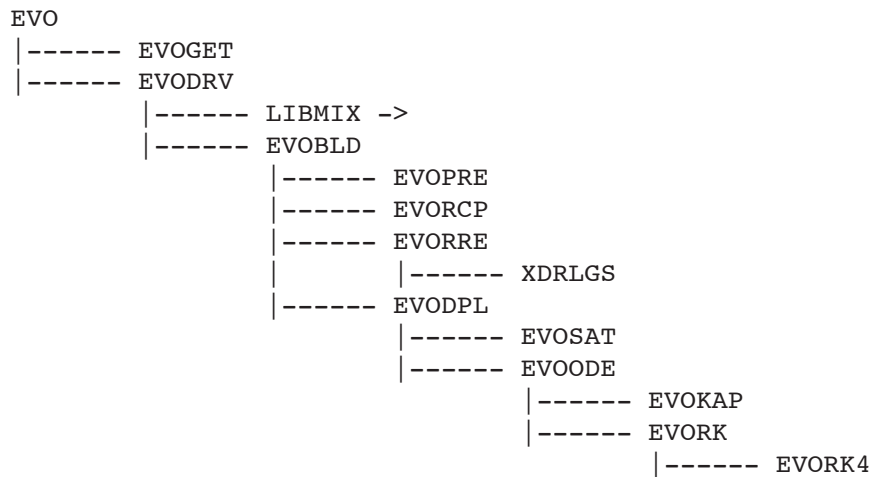 EVO
|------ EVOGET
|------ EVODRV
|------ LIBMIX ->
|------ EVOBLD
|------ EVOPRE
|------ EVORCP
|------ EVORRE
| |------ XDRLGS
|------ EVODPL
|------ EVOSAT
|------ EVOODE
|------ EVOKAP
|------ EVORK
|------ EVORK4